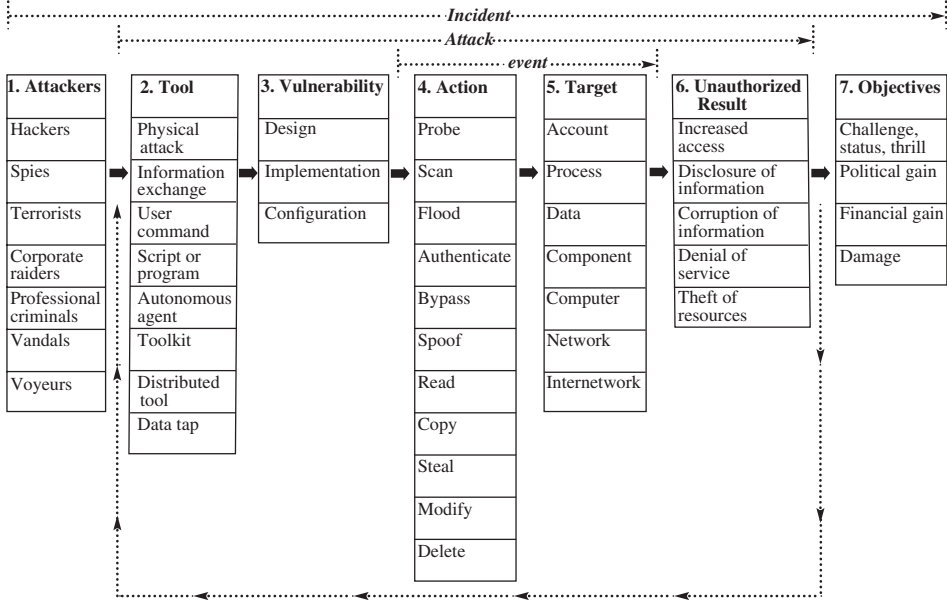 Incident
Attack
event
1. Attackers
Hackers
Spies
Terrorists
Corporate
raiders
Professional
criminals
Vandals
Voyeurs
2. Tool
Physical
attack
Information
exchange
User
command
Script or
program
Autonomous
agent
Toolkit
Distributed
tool
Data tap
3. Vulnerability
Design
Implementation
Configuration
4. Action
Probe
Scan
Flood
Authenticate
Bypass
Spoof
Read
Copy
Steal
Modify
Delete
5. Target
Account
Process
Data
Component
Computer
Network
Internetwork
6. Unauthorized
Result
Increased
access
Disclosure of
information
Corruption of
information
Denial of
service
Theft of
resources
7. Objectives
Challenge,
status, thrill
Political gain
Financial gain
Damage